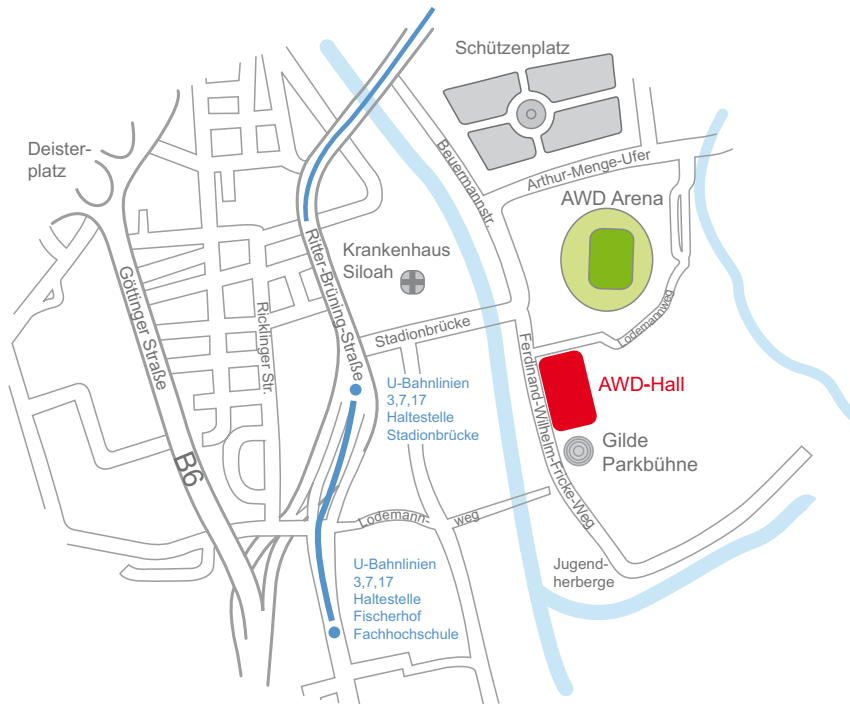 Schützenplatz
Deister-
platz
Beuermannstr.
Arthur-Menge-Ufer
AWD Arena
Krankenhaus
Siloah
Ritter-Brüning-Straße
Göttinger Straße
Ricklinger Str.
Stadionbrücke
Lodemannweg
Ferdinand-Wilhelm-Fricke-Weg
AWD-Hall
U-Bahnlinien
3,7,17
Haltestelle
Stadionbrücke
Gilde
Parkbühne
B6
Lodemann-
weg
U-Bahnlinien
3,7,17
Haltestelle
Fischerhof
Fachhochschule
Jugend-
herberge